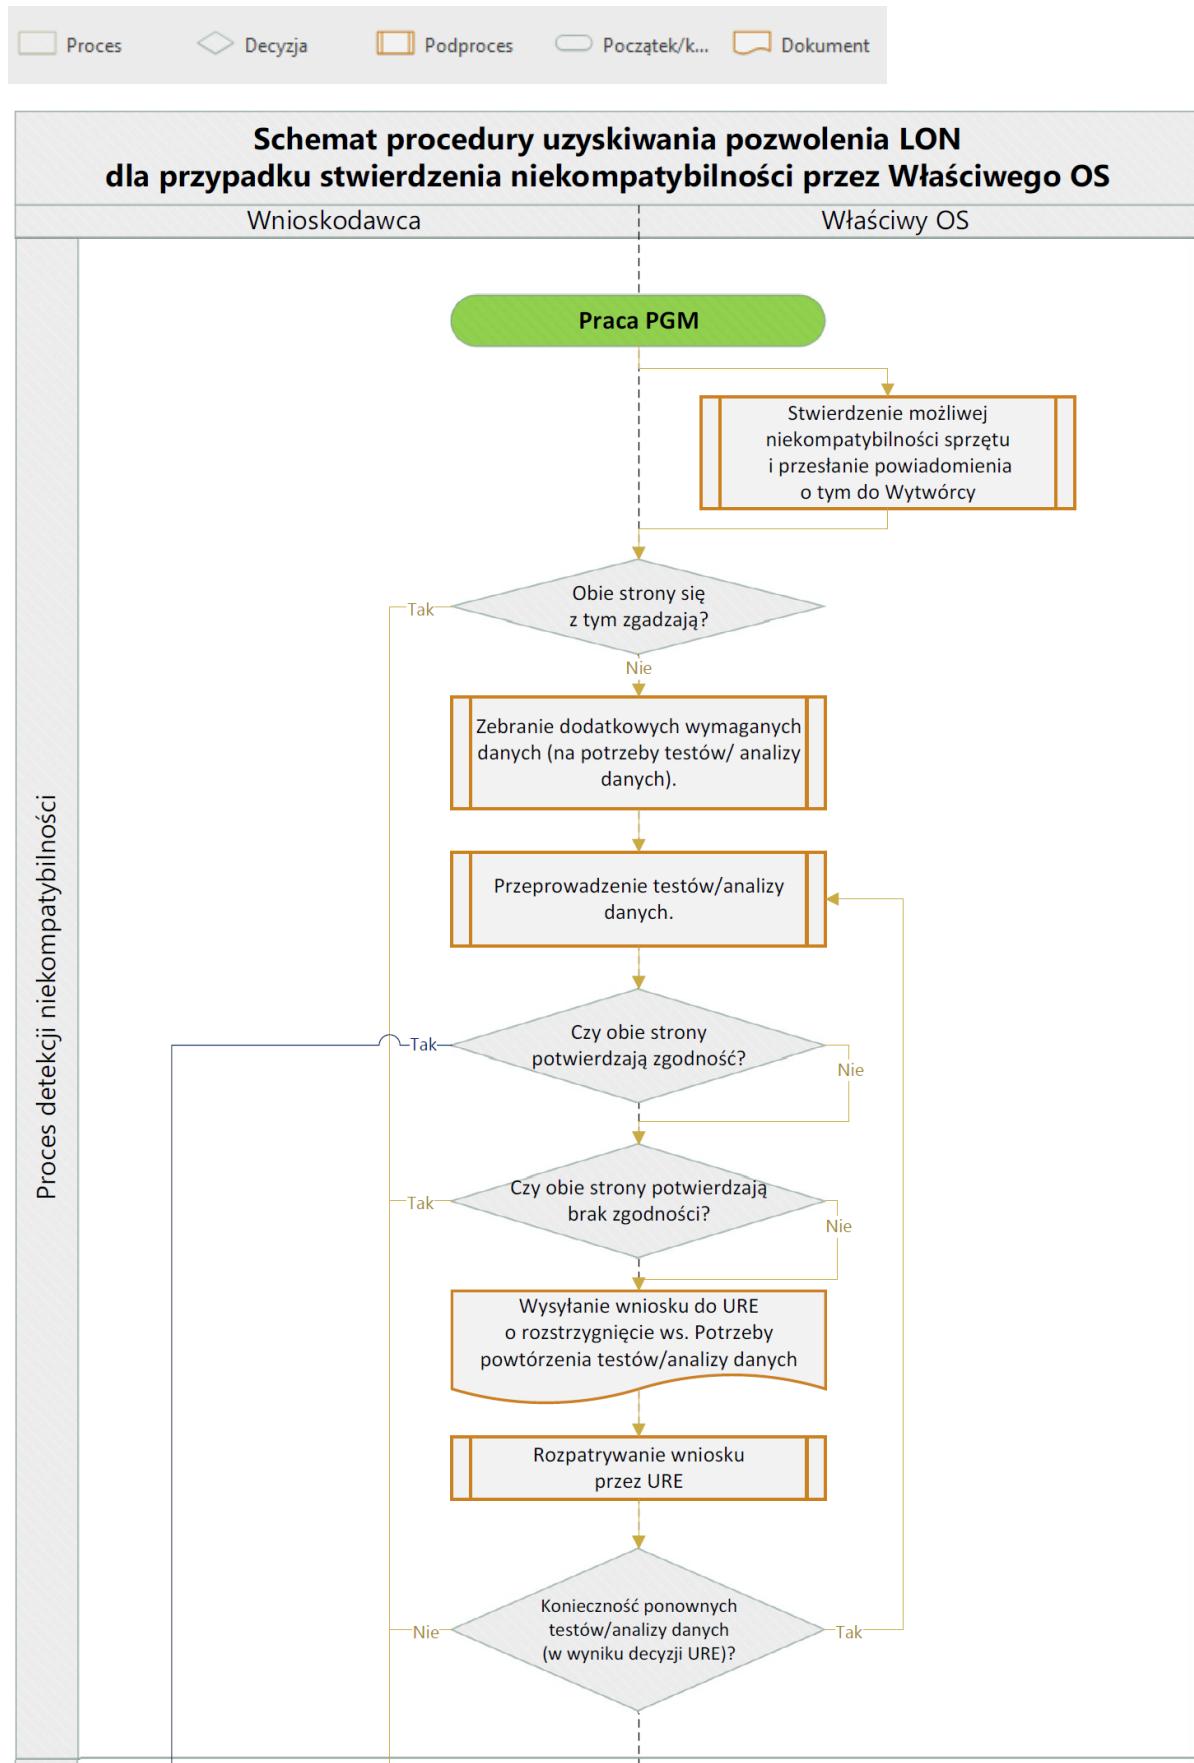 Proces
Decyzja
Podproces
Początek/k...
Dokument
Schemat procedury uzyskiwania pozwolenia LON
dla przypadku stwierdzenia niekompatybilności przez Właściwego OS
Wnioskodawca
Właściwy OS
Proces detekcji niekompatybilności
Praca PGM
Stwierdzenie możliwej
niekompatybilności sprzętu
i przesłanie powiadomienia
o tym do Wytwórcy
Obie strony się
z tym zgadzają?
Tak
Nie
Zebranie dodatkowych wymaganych
danych (na potrzeby testów/ analizy
danych).
Przeprowadzenie testów/analizy
danych.
Czy obie strony
potwierdzają zgodność?
Tak
Nie
Czy obie strony potwierdzają
brak zgodności?
Tak
Nie
Wysyłanie wniosku do URE
o rozstrzygnięcie ws. Potrzeby
powtórzenia testów/analizy danych
Rozpatrywanie wniosku
przez URE
Konieczność ponownych
testów/analizy danych
(w wyniku decyzji URE)?
Nie
Tak